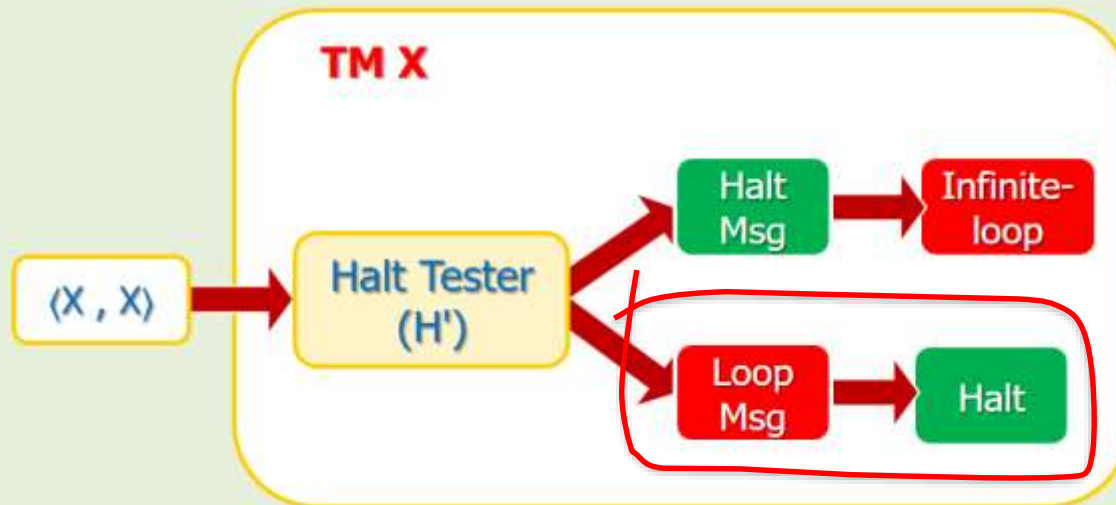 TM X
⟨X , X⟩
Halt Tester
(H')
Halt
Msg
Infinite-
loop
Loop
Msg
Halt